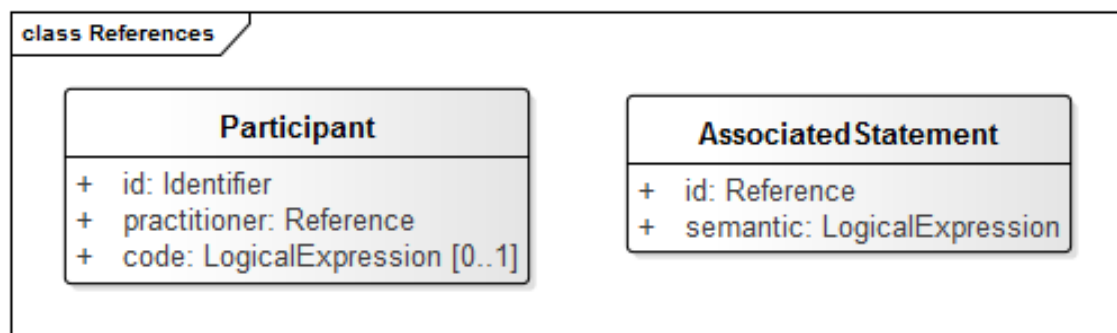 class References
Participant
+ id: Identifier
+ practitioner: Reference
+ code: LogicalExpression [0..1]
AssociatedStatement
+ id: Reference
+ semantic: LogicalExpression